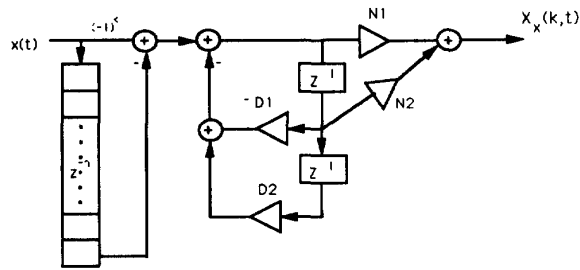 N1
X_x(k,t)
(-1)^k
x(t)
+
+
+
-
-
Z^-1
N2
- D1
+
Z
Z^-1
D2